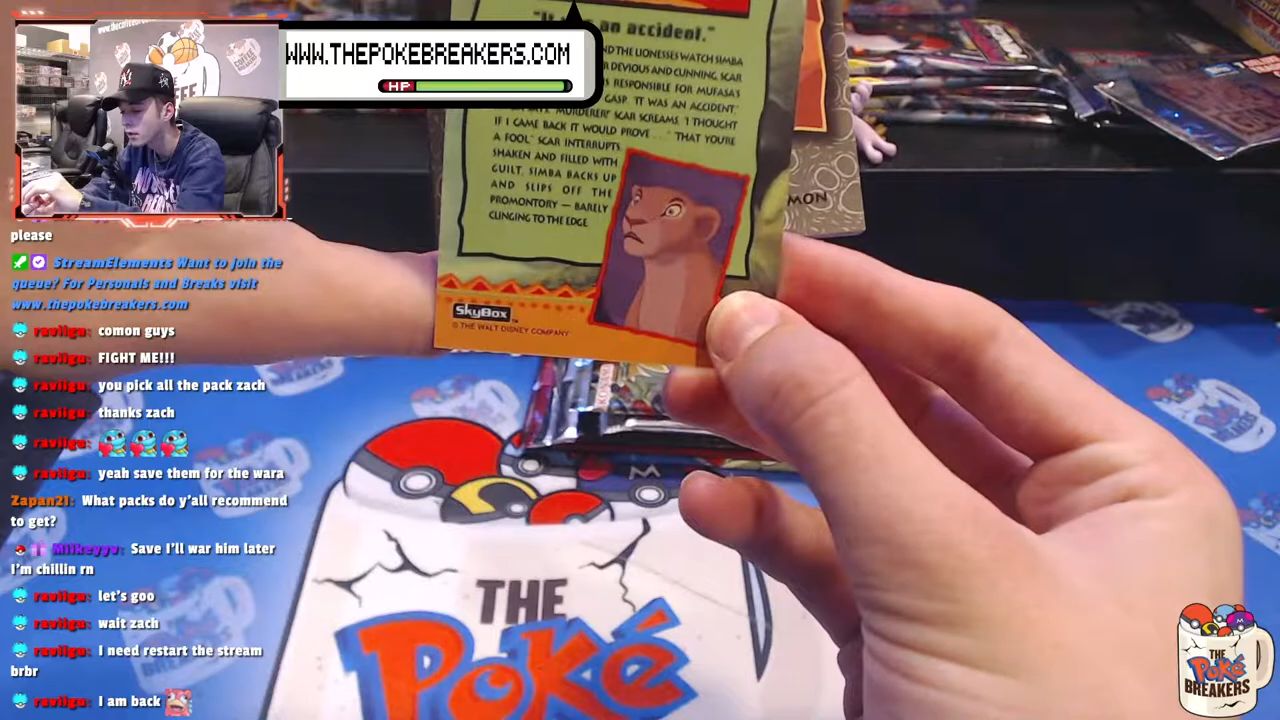 WWW.THEPOKEBREAKERS.COM
HP
an accident."
ND THE LIONESSES WATCH SIMBA
R DEVIOUS AND CUNNING, SCAR
IS RESPONSIBLE FOR MUFASA'S
GASP. "IT WAS AN ACCIDENT,"
"MURDERER!" SCAR SCREAMS. "I THOUGHT
IF I CAME BACK IT WOULD PROVE . . ." "THAT YOU'RE
A FOOL," SCAR INTERRUPTS.
SHAKEN AND FILLED WITH
GUILT, SIMBA BACKS UP
AND SLIPS OFF THE
PROMONTORY — BARELY
CLINGING TO THE EDGE.
SKYBOX™
© THE WALT DISNEY COMPANY
MON
please
StreamElements Want to join the
queue? For Personals and Breaks visit
www.thepokebreakers.com
raviigu: comon guys
raviigu: FIGHT ME!!!
raviigu: you pick all the pack zach
raviigu: thanks zach
raviigu:
raviigu: yeah save them for the wara
Zapan21: What packs do y'all recommend
to get?
Miikeyyv: Save I'll war him later
I'm chillin rn
raviigu: let's goo
raviigu: wait zach
raviigu: I need restart the stream
brbr
raviigu: I am back
THE
POKé
THE
POKé
BREAKERS